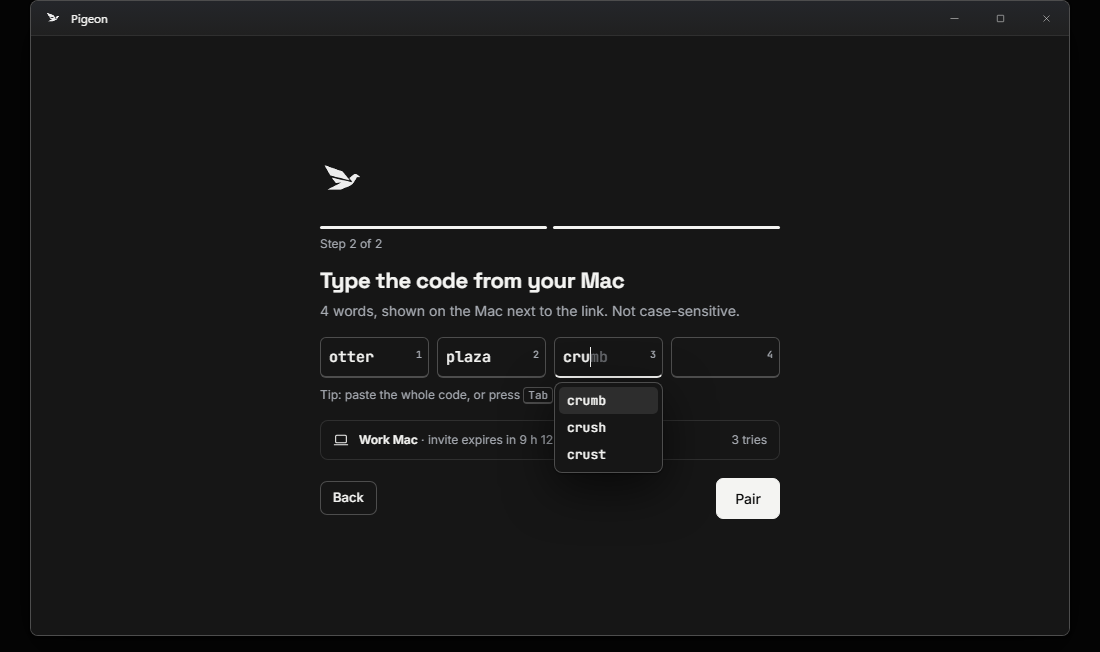 Pigeon
Step 2 of 2
Type the code from your Mac
4 words, shown on the Mac next to the link. Not case-sensitive.
otter 1 plaza 2 crumb 3 4
Tip: paste the whole code, or press Tab
crumb
crush
crust
Work Mac · invite expires in 9 h 12 3 tries
Back Pair